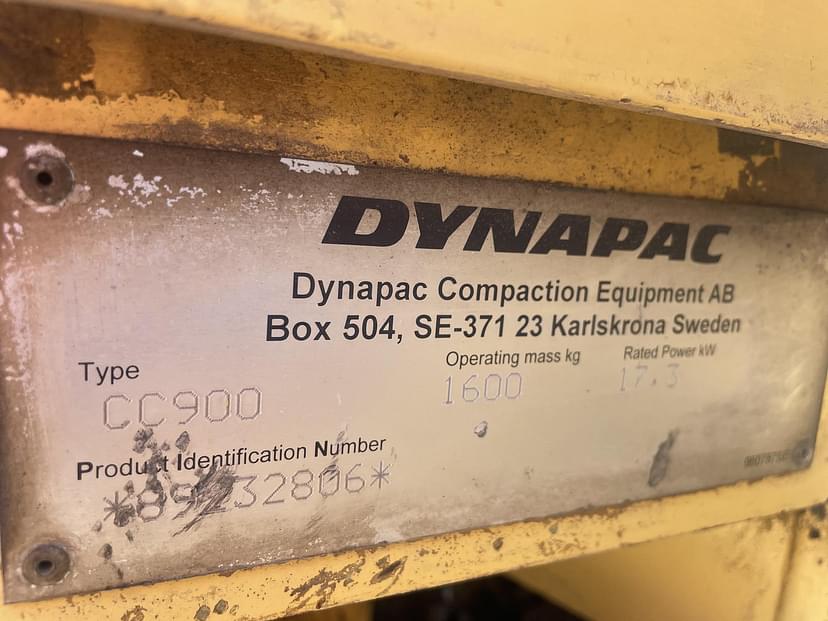 DYNAPAC
Dynapac Compaction Equipment AB
Box 504, SE-371 23 Karlskrona Sweden
Type Operating mass kg Rated Power kW
CC900 1600 17.3
Product Identification Number
*89232806*